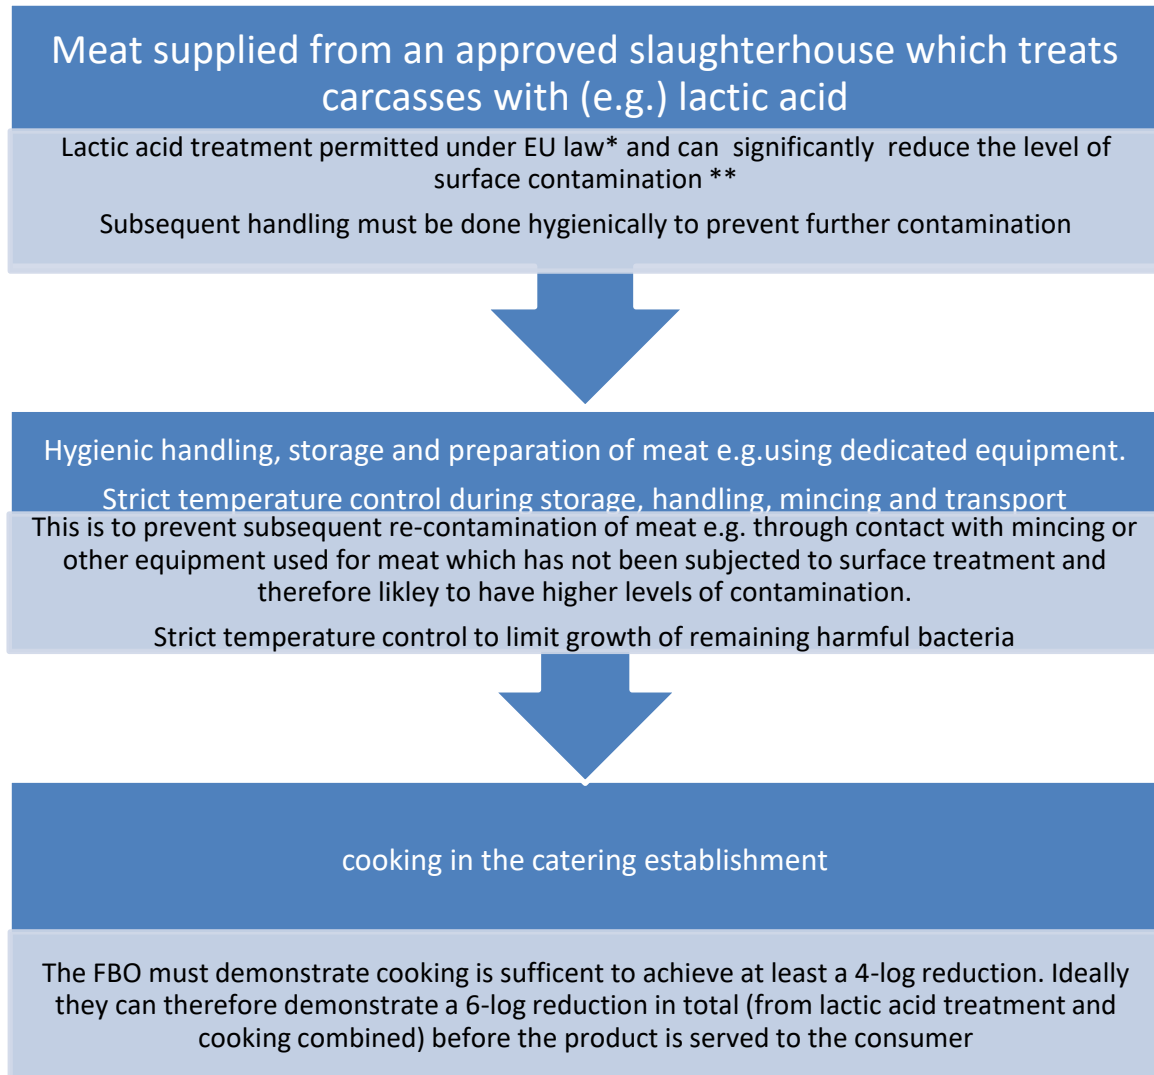 Meat supplied from an approved slaughterhouse which treats
carcasses with (e.g.) lactic acid
Lactic acid treatment permitted under EU law* and can  significantly  reduce the level of
surface contamination **
Subsequent handling must be done hygienically to prevent further contamination
Hygienic handling, storage and preparation of meat e.g.using dedicated equipment.
Strict temperature control during storage, handling, mincing and transport
This is to prevent subsequent re-contamination of meat e.g. through contact with mincing or
other equipment used for meat which has not been subjected to surface treatment and
therefore likley to have higher levels of contamination.
Strict temperature control to limit growth of remaining harmful bacteria
cooking in the catering establishment
The FBO must demonstrate cooking is sufficent to achieve at least a 4-log reduction. Ideally
they can therefore demonstrate a 6-log reduction in total (from lactic acid treatment and
cooking combined) before the product is served to the consumer